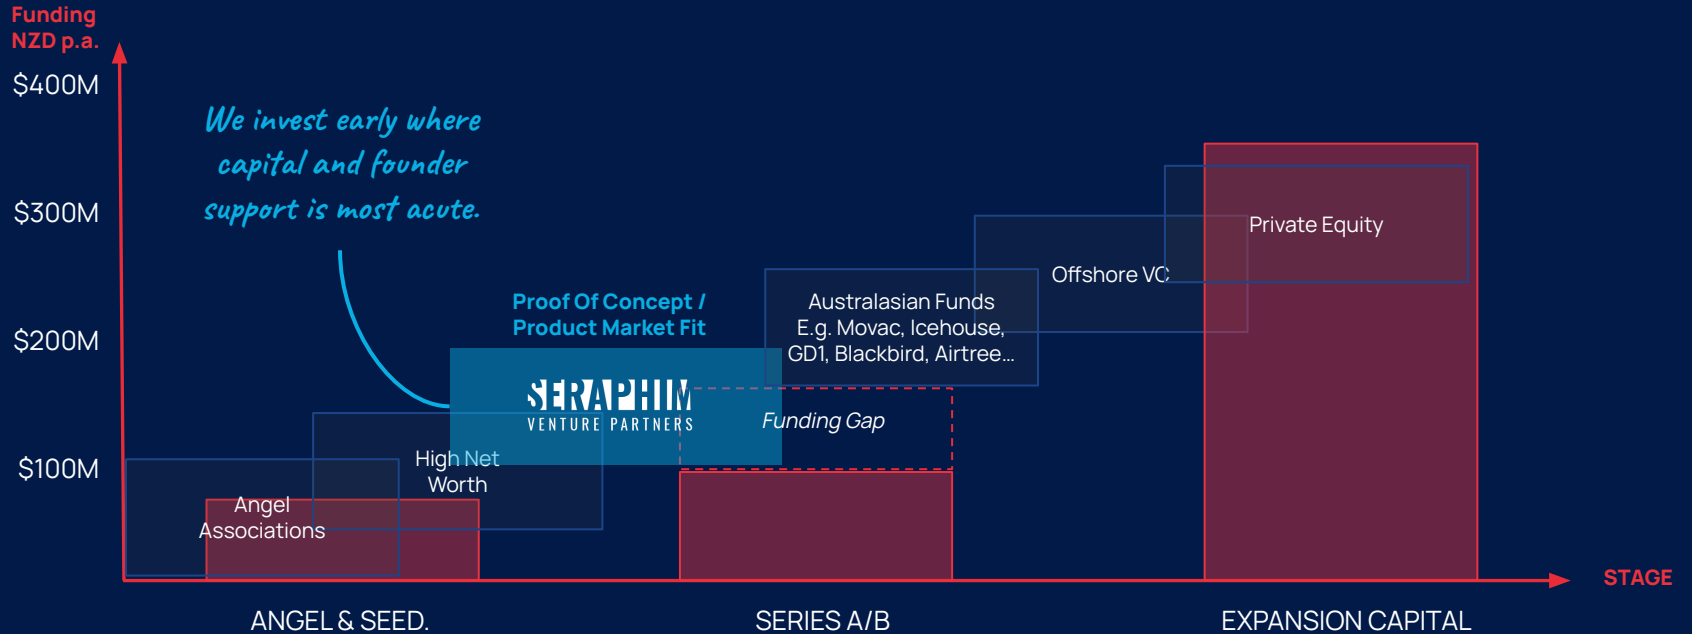 Funding
NZD p.a.
$400M
$300M
$200M
$100M
We invest early where
capital and founder
support is most acute.
Proof Of Concept /
Product Market Fit
SERAPHIM
VENTURE PARTNERS
Angel
Associations
High Net
Worth
Funding Gap
Australasian Funds
E.g. Movac, Icehouse,
GD1, Blackbird, Airtree...
Offshore VC
Private Equity
STAGE
ANGEL & SEED.
SERIES A/B
EXPANSION CAPITAL